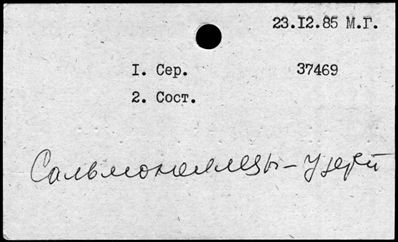 23.I2.85 М.Г.
I. Сер. 37469
2. Сост.
Сальмонеллезы –